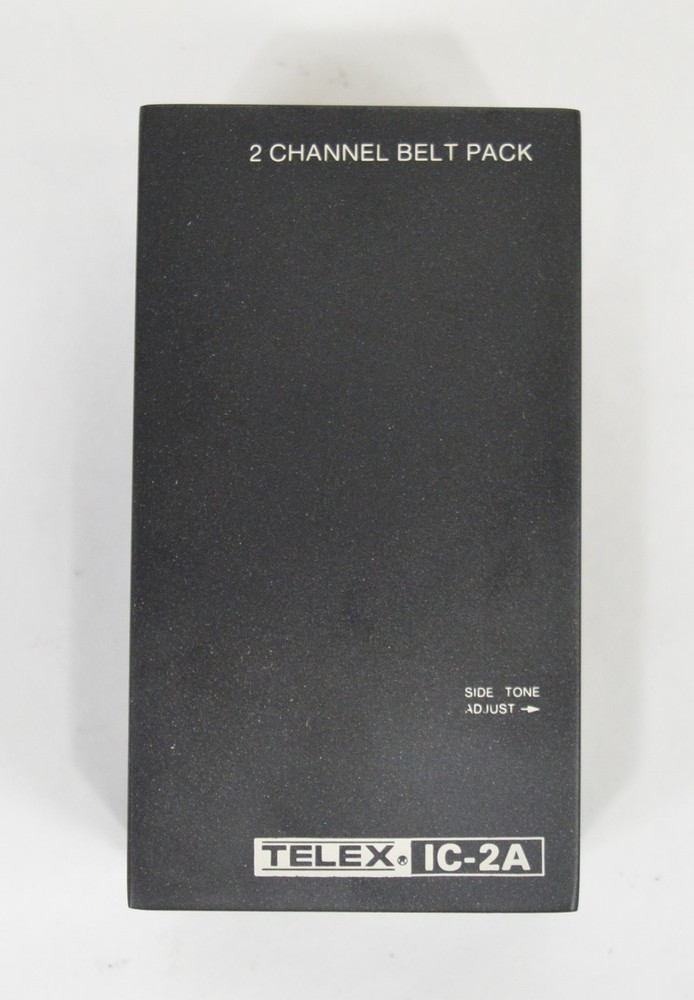 2 CHANNEL BELT PACK
SIDE TONE
ADJUST →
TELEX® IC-2A